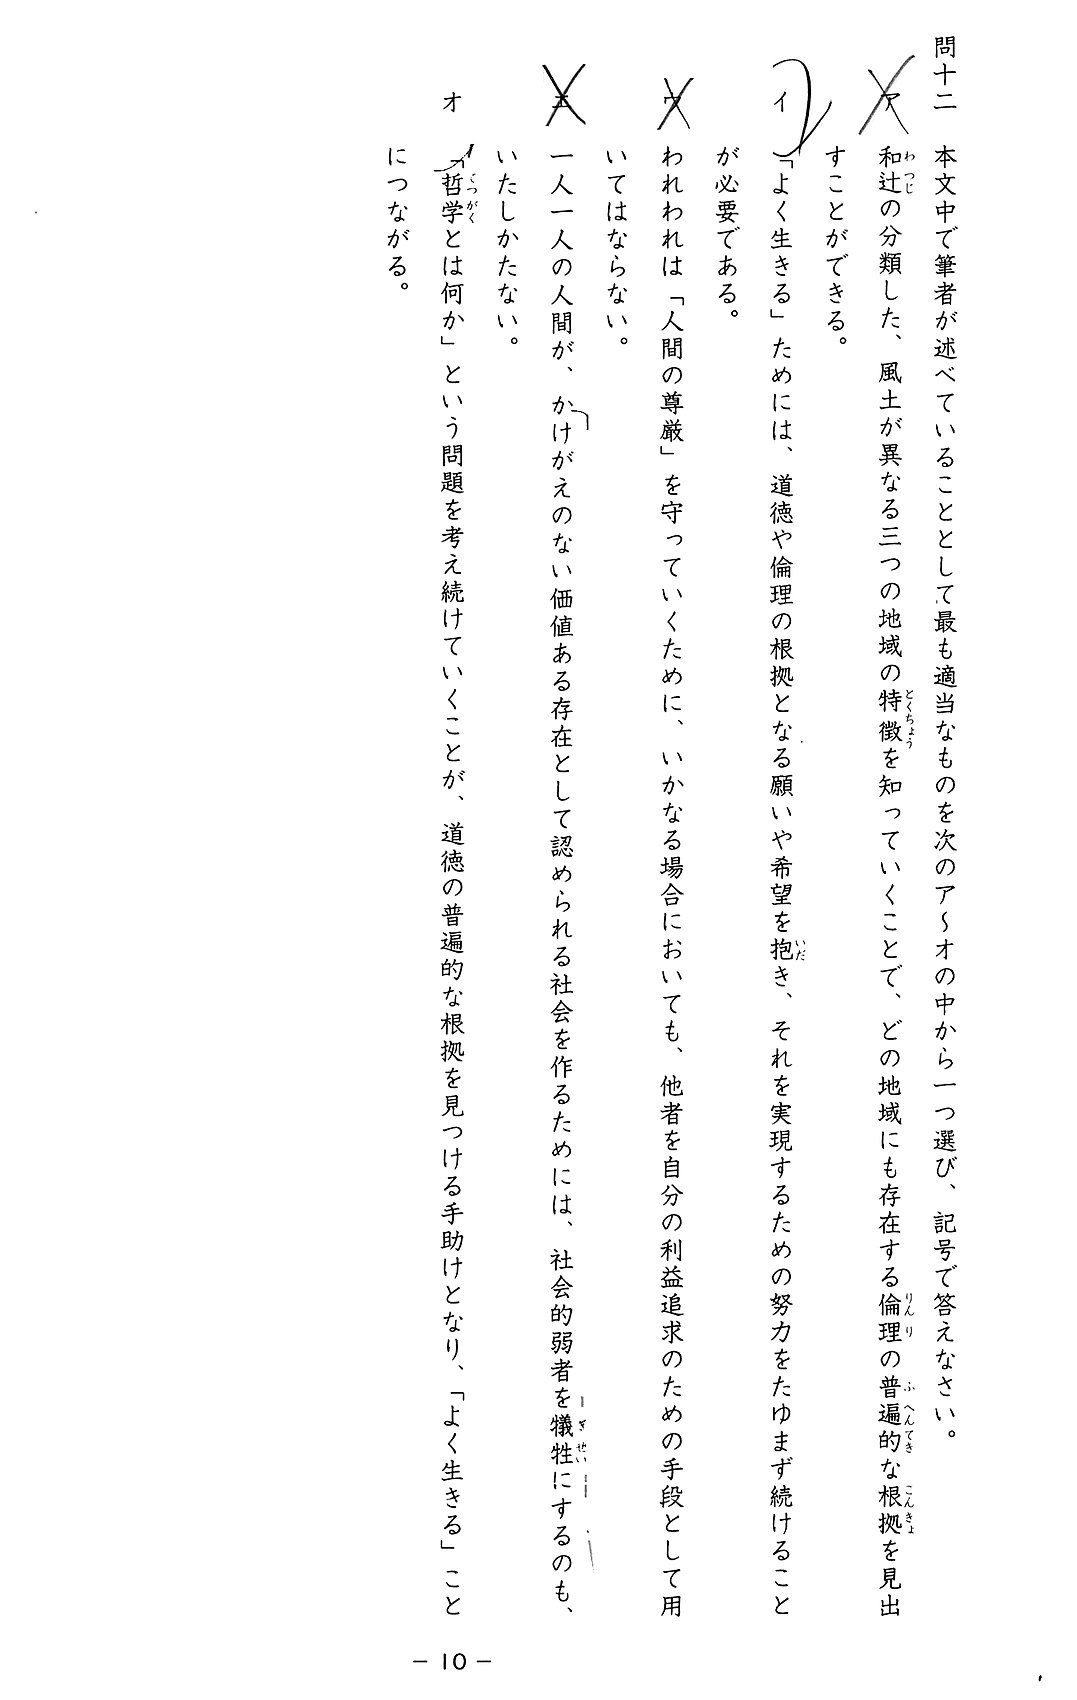 問十二 本文中で筆者が述べていることとして最も適当なものを次のア～オの中から一つ選び、記号で答えなさい。
ア 和辻の分類した、風土が異なる三つの地域の特徴を知っていくことで、どの地域にも存在する倫理の普遍的な根拠を見出
すことができる。
イ 「よく生きる」ためには、道徳や倫理の根拠となる願いや希望を抱き、それを実現するための努力をたゆまず続けること
が必要である。
ウ われわれは「人間の尊厳」を守っていくために、いかなる場合においても、他者を自分の利益追求のための手段として用
いてはならない。
エ 一人一人の人間が、かけがえのない価値ある存在として認められる社会を作るためには、社会的弱者を犠牲にするのも、
いたしかたない。
オ 「哲学とは何か」という問題を考え続けていくことが、道徳の普遍的な根拠を見つける手助けとなり、「よく生きる」こと
につながる。
－10－